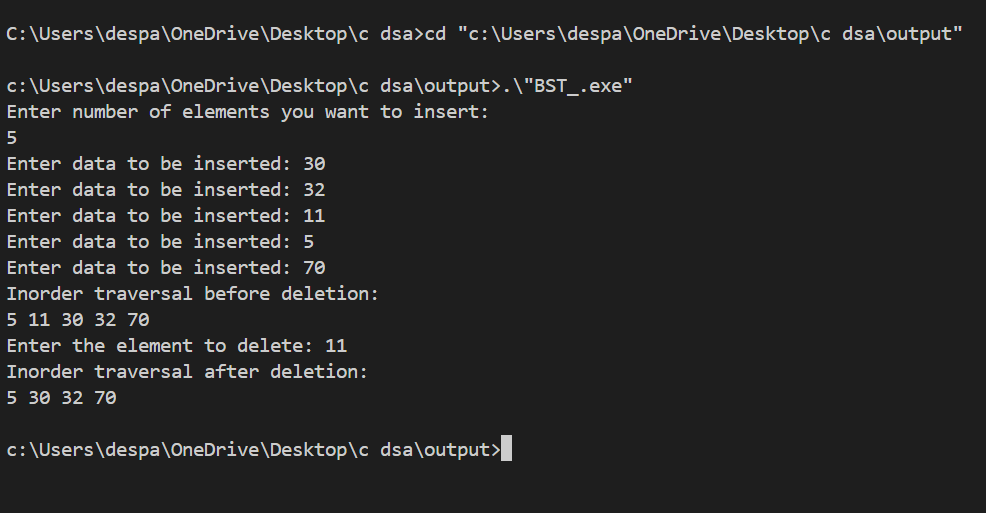 C:\Users\despa\OneDrive\Desktop\c dsa>cd "c:\Users\despa\OneDrive\Desktop\c dsa\output"
c:\Users\despa\OneDrive\Desktop\c dsa\output>.\"BST_.exe"
Enter number of elements you want to insert:
5
Enter data to be inserted: 30
Enter data to be inserted: 32
Enter data to be inserted: 11
Enter data to be inserted: 5
Enter data to be inserted: 70
Inorder traversal before deletion:
5 11 30 32 70
Enter the element to delete: 11
Inorder traversal after deletion:
5 30 32 70
c:\Users\despa\OneDrive\Desktop\c dsa\output>